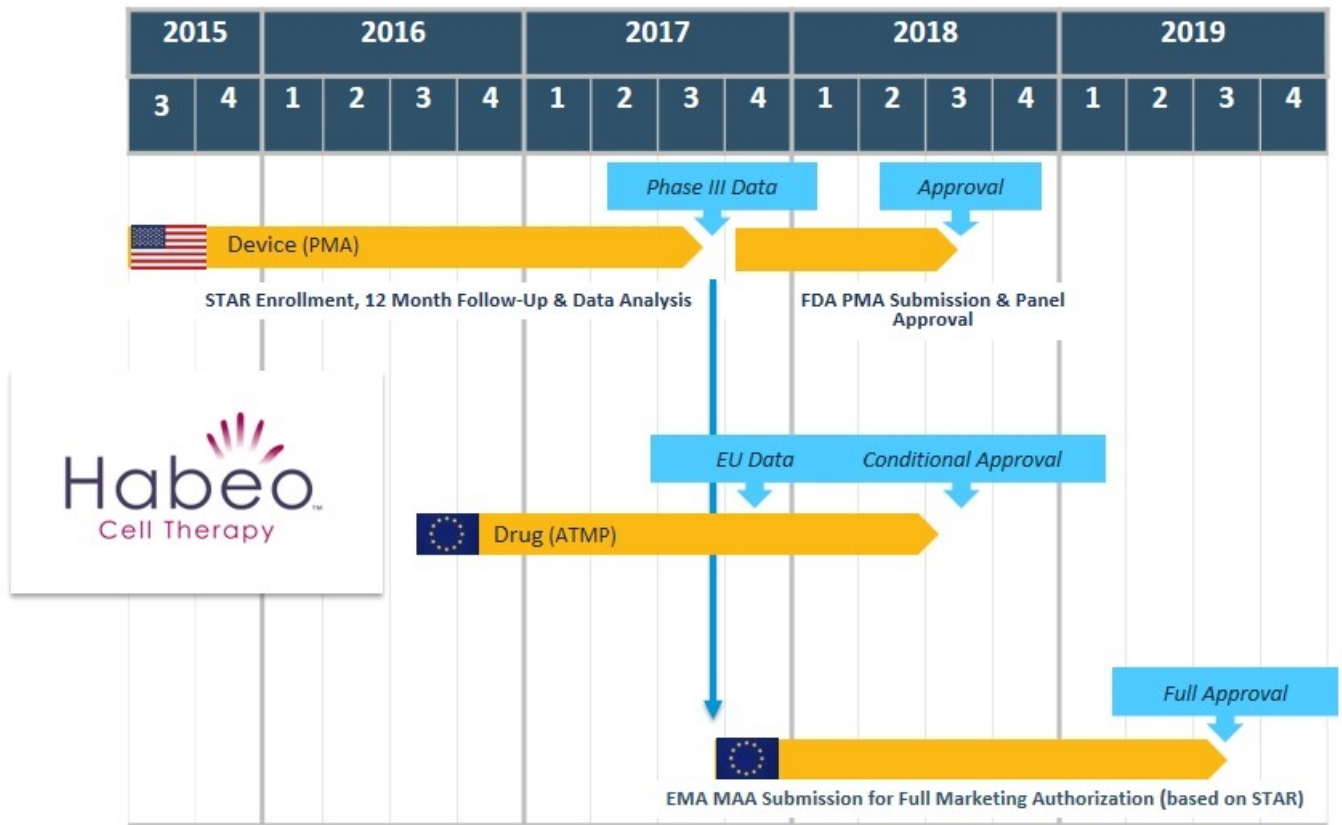 2015 2016 2017 2018 2019
3 4 1 2 3 4 1 2 3 4 1 2 3 4 1 2 3 4
Phase III Data Approval
Device (PMA)
STAR Enrollment, 12 Month Follow-Up & Data Analysis
FDA PMA Submission & Panel
Approval
Habeo™
Cell Therapy
EU Data Conditional Approval
Drug (ATMP)
Full Approval
EMA MAA Submission for Full Marketing Authorization (based on STAR)